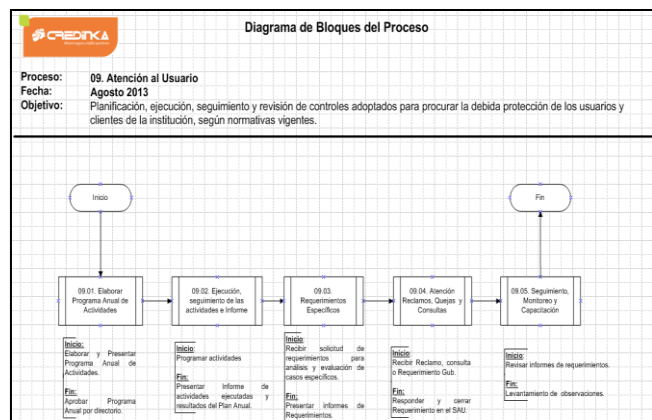 CREDINKA
Diagrama de Bloques del Proceso
Proceso: 09. Atención al Usuario
Fecha: Agosto 2013
Objetivo: Planificación, ejecución, seguimiento y revisión de controles adoptados para procurar la debida protección de los usuarios y
clientes de la institución, según normativas vigentes.
Inicio
Fin
09.01. Elaborar
Programa Anual de
Actividades
09.02. Ejecución,
seguimiento de las
actividades e Informe
09.03.
Requerimientos
Específicos
09.04. Atención
Reclamos, Quejas y
Consultas
09.05. Seguimiento,
Monitoreo y
Capacitación
Inicio:
Elaborar y Presentar
Programa Anual de
Actividades.
Fin:
Aprobar Programa
Anual por directorio.
Inicio:
Programar actividades
Fin:
Presentar Informe de
actividades ejecutadas y
resultados del Plan Anual.
Inicio:
Recibir solicitud de
requerimientos para
análisis y evaluación de
casos específicos.
Fin:
Presentar informes de
Requerimientos.
Inicio:
Recibir Reclamo, consulta
o Requerimiento Gub.
Fin:
Responder y cerrar
Requerimiento en el SAU.
Inicio:
Revisar informes de requerimientos.
Fin:
Levantamiento de observaciones.